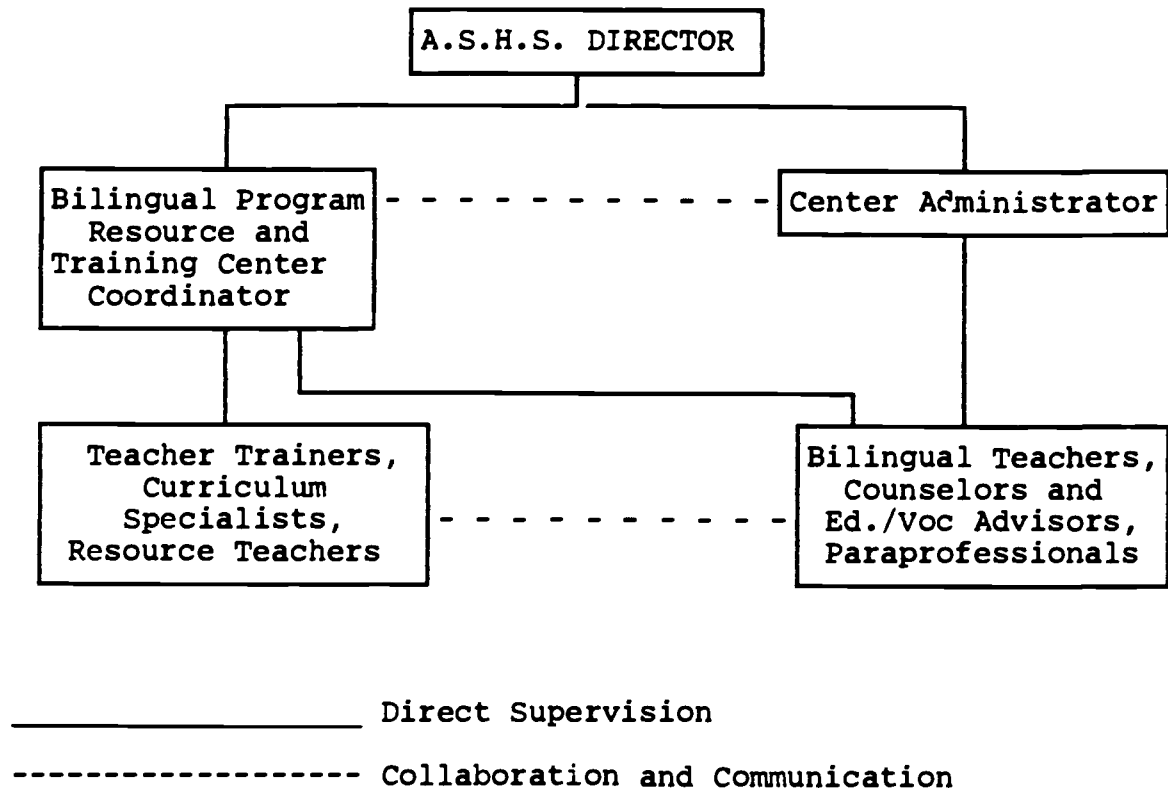 A.S.H.S. DIRECTOR
Bilingual Program
Resource and
Training Center
Coordinator
Center Administrator
Teacher Trainers,
Curriculum
Specialists,
Resource Teachers
Bilingual Teachers,
Counselors and
Ed./Voc Advisors,
Paraprofessionals
Direct Supervision
Collaboration and Communication